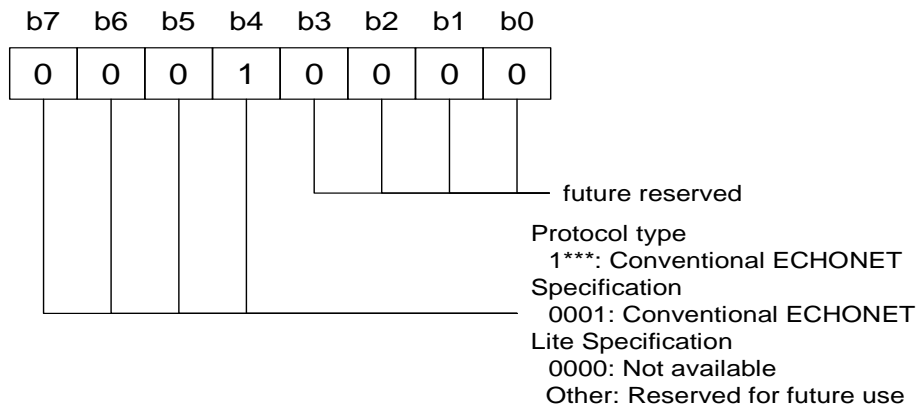 b7 b6 b5 b4 b3 b2 b1 b0
0 0 0 1 0 0 0 0
future reserved
Protocol type
1***: Conventional ECHONET
Specification
0001: Conventional ECHONET
Lite Specification
0000: Not available
Other: Reserved for future use